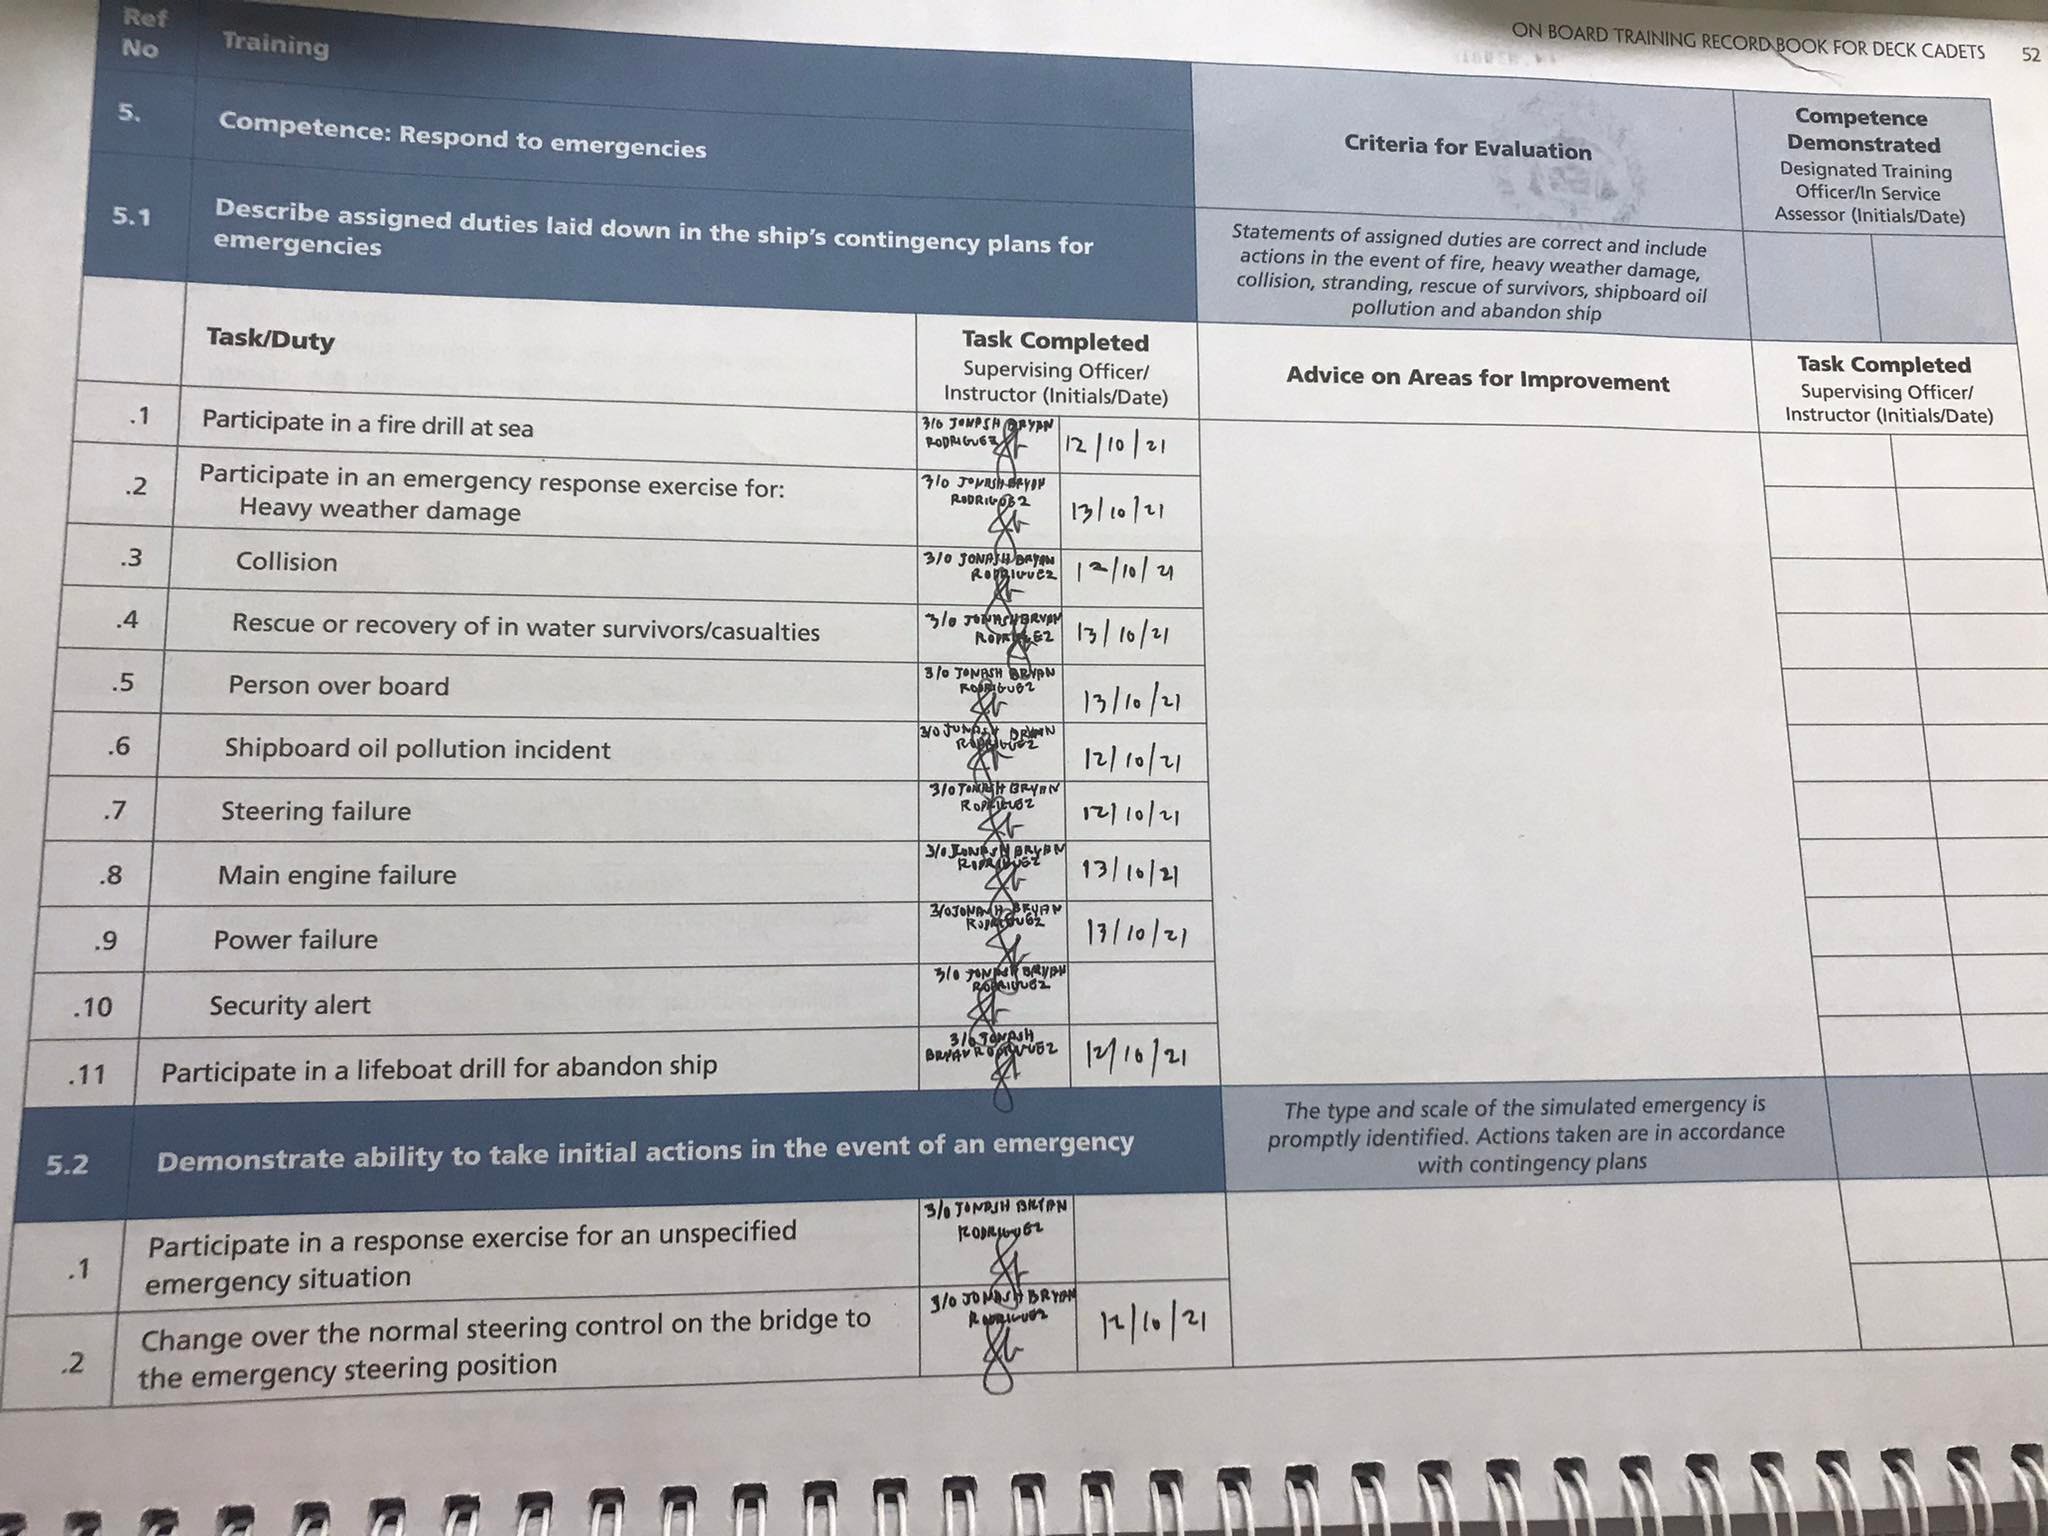 ON BOARD TRAINING RECORD BOOK FOR DECK CADETS 52
Ref
No
Training
5.
Competence: Respond to emergencies
Criteria for Evaluation
Competence
Demonstrated
Designated Training
Officer/In Service
Assessor (Initials/Date)
5.1
Describe assigned duties laid down in the ship's contingency plans for
emergencies
Statements of assigned duties are correct and include
actions in the event of fire, heavy weather damage,
collision, stranding, rescue of survivors, shipboard oil
pollution and abandon ship
Task/Duty
Task Completed
Supervising Officer/
Instructor (Initials/Date)
Advice on Areas for Improvement
Task Completed
Supervising Officer/
Instructor (Initials/Date)
.1
Participate in a fire drill at sea
3/0 JONASH BRYAN
RODRIGUEZ
12/10/21
.2
Participate in an emergency response exercise for:
Heavy weather damage
3/0 JONASH BRYAN
RODRIGUEZ
13/10/21
.3
Collision
3/0 JONASH BRYAN
RODRIGUEZ
12/10/21
.4
Rescue or recovery of in water survivors/casualties
3/0 JONASH BRYAN
RODRIGUEZ
13/10/21
.5
Person over board
3/0 JONASH BRYAN
RODRIGUEZ
13/10/21
.6
Shipboard oil pollution incident
3/0 JONASH BRYAN
RODRIGUEZ
12/10/21
.7
Steering failure
3/0 JONASH BRYAN
RODRIGUEZ
12/10/21
.8
Main engine failure
3/0 JONASH BRYAN
RODRIGUEZ
13/10/21
.9
Power failure
3/0 JONASH BRYAN
RODRIGUEZ
13/10/21
.10
Security alert
3/0 JONASH BRYAN
RODRIGUEZ
.11
Participate in a lifeboat drill for abandon ship
3/0 JONASH
BRYAN RODRIGUEZ
12/10/21
5.2
Demonstrate ability to take initial actions in the event of an emergency
The type and scale of the simulated emergency is
promptly identified. Actions taken are in accordance
with contingency plans
.1
Participate in a response exercise for an unspecified
emergency situation
3/0 JONASH BRYAN
RODRIGUEZ
.2
Change over the normal steering control on the bridge to
the emergency steering position
3/0 JONASH BRYAN
RODRIGUEZ
12/10/21